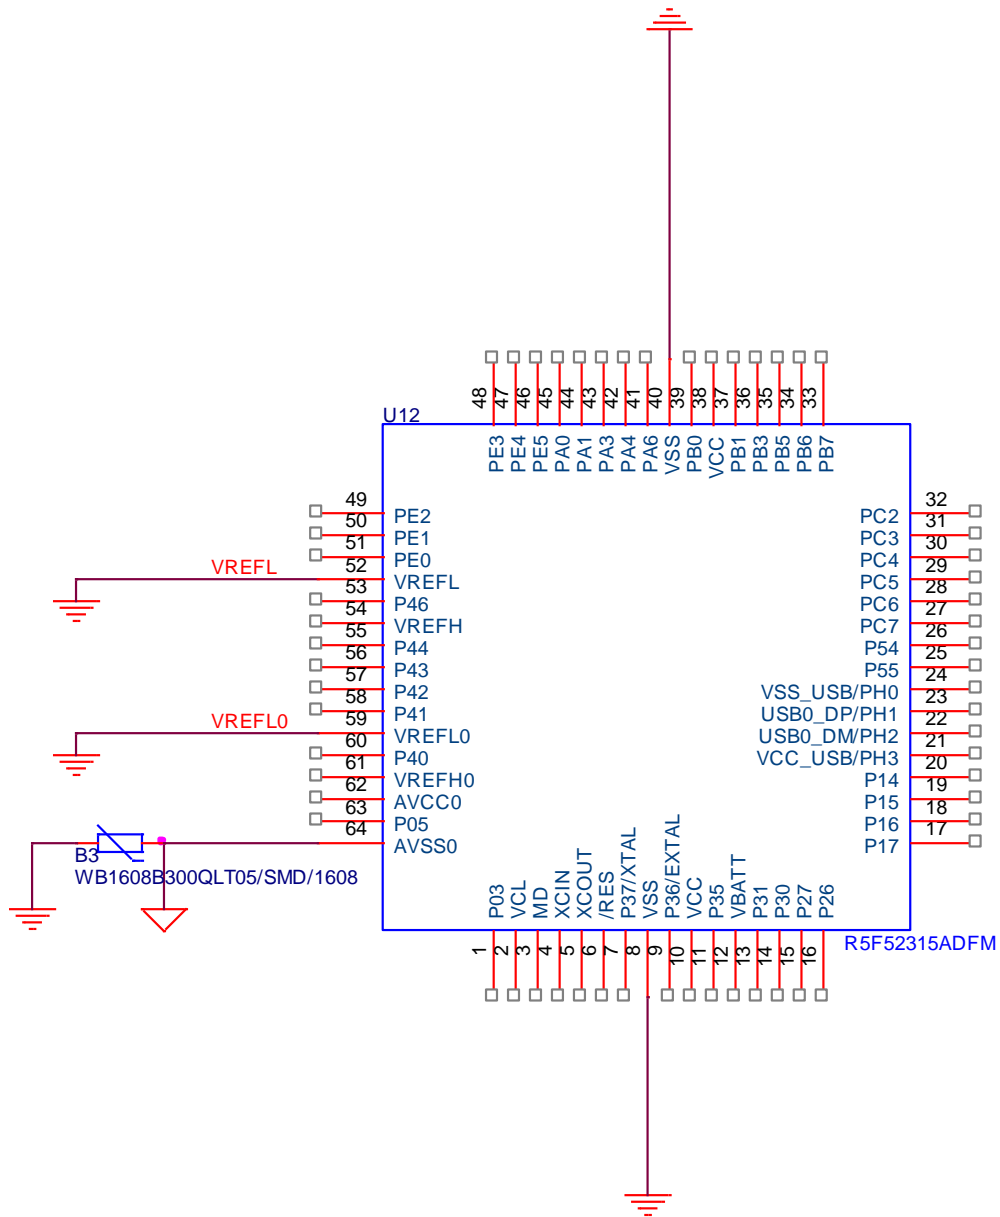 48
47
46
45
44
43
42
41
40
39
38
37
36
35
34
33
U12
PE3
PE4
PE5
PA0
PA1
PA3
PA4
PA6
VSS
PB0
VCC
PB1
PB3
PB5
PB6
PB7
49
PE2
50
PE1
51
PE0
VREFL
52
VREFL
53
P46
54
VREFH
55
P44
56
P43
57
P42
58
P41
VREFL0
59
VREFL0
60
P40
61
VREFH0
62
AVCC0
63
P05
64
AVSS0
B3
WB1608B300QLT05/SMD/1608
32
PC2
31
PC3
30
PC4
29
PC5
28
PC6
27
PC7
26
P54
25
P55
24
VSS_USB/PH0
23
USB0_DP/PH1
22
USB0_DM/PH2
21
VCC_USB/PH3
20
P14
19
P15
18
P16
17
P17
P03
VCL
MD
XCIN
XCOUT
/RES
P37/XTAL
VSS
P36/EXTAL
VCC
P35
VBATT
P31
P30
P27
P26
R5F52315ADFM
1
2
3
4
5
6
7
8
9
10
11
12
13
14
15
16